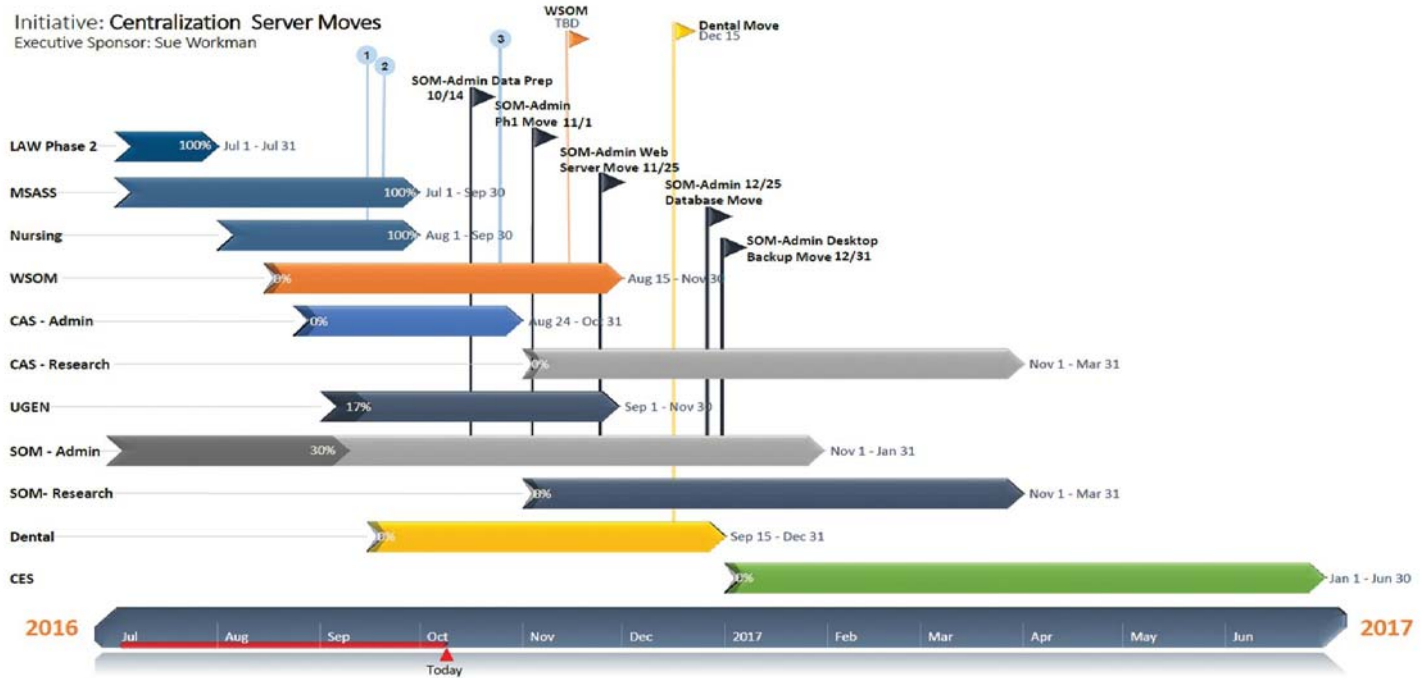 Initiative: Centralization Server Moves
Executive Sponsor: Sue Workman
WSOM
TBD
Dental Move
Dec 15
1
2
3
SOM-Admin Data Prep
10/14
SOM-Admin
Ph1 Move 11/1
SOM-Admin Web
Server Move 11/25
SOM-Admin 12/25
Database Move
SOM-Admin Desktop
Backup Move 12/31
LAW Phase 2 100% Jul 1 - Jul 31
MSASS 100% Jul 1 - Sep 30
Nursing 100% Aug 1 - Sep 30
WSOM 0% Aug 15 - Nov 30
CAS - Admin 0% Aug 24 - Oct 31
CAS - Research 0% Nov 1 - Mar 31
UGEN 17% Sep 1 - Nov 30
SOM - Admin 30% Nov 1 - Jan 31
SOM- Research 0% Nov 1 - Mar 31
Dental 0% Sep 15 - Dec 31
CES 0% Jan 1 - Jun 30
2016 Jul Aug Sep Oct Nov Dec 2017 Feb Mar Apr May Jun 2017
Today